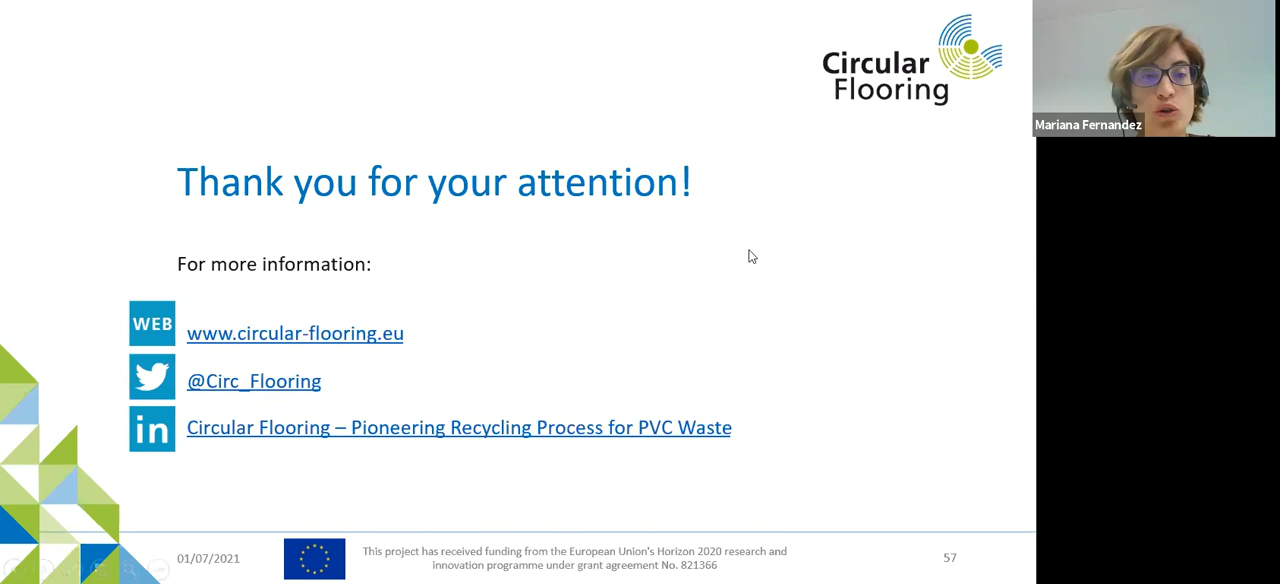 Circular
Flooring
Mariana Fernandez
Thank you for your attention!
For more information:
WEB
www.circular-flooring.eu
@Circ_Flooring
in
Circular Flooring – Pioneering Recycling Process for PVC Waste
01/07/2021
This project has received funding from the European Union's Horizon 2020 research and
innovation programme under grant agreement No. 821366
57